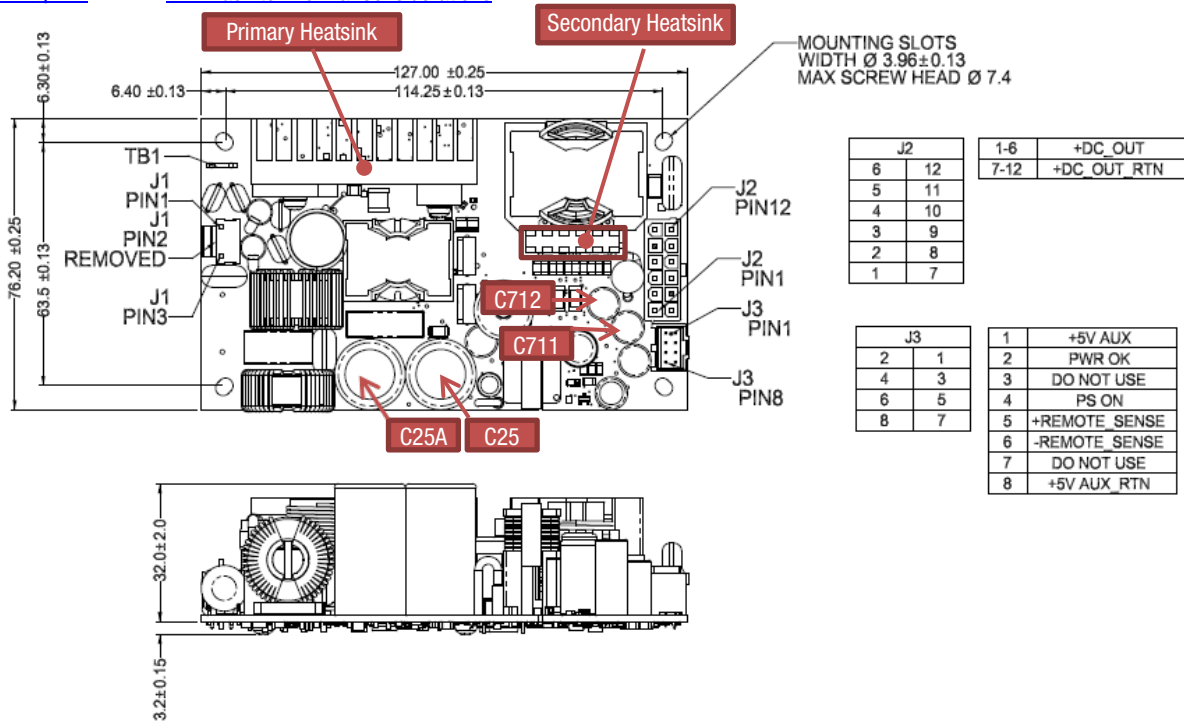 Primary Heatsink
Secondary Heatsink
MOUNTING SLOTS
WIDTH Ø 3.96±0.13
MAX SCREW HEAD Ø 7.4
127.00 ±0.25
114.25±0.13
6.40 ±0.13
6.30±0.13
76.20 ±0.25
63.5 ±0.13
TB1
J1
PIN1
J1
PIN2
REMOVED
J1
PIN3
J2
PIN12
J2
PIN1
J3
PIN1
J3
PIN8
C712
C711
C25A
C25
J2
6 12
5 11
4 10
3 9
2 8
1 7
1-6 +DC_OUT
7-12 +DC_OUT_RTN
J3
2 1
4 3
6 5
8 7
1 +5V AUX
2 PWR OK
3 DO NOT USE
4 PS ON
5 +REMOTE_SENSE
6 -REMOTE_SENSE
7 DO NOT USE
8 +5V AUX_RTN
32.0±2.0
3.2±0.15